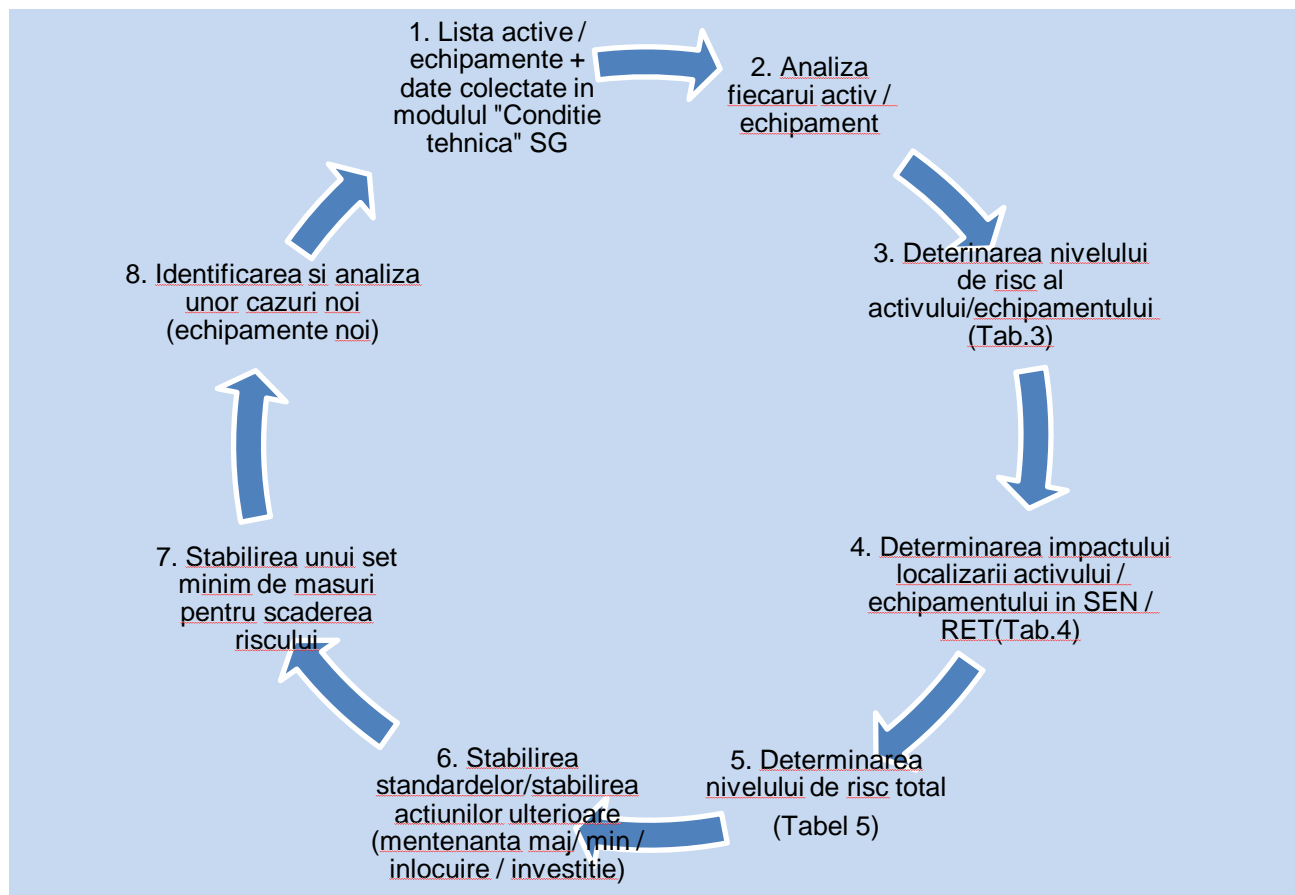 1. Lista active /
echipamente +
date colectate in
modulul "Conditie
tehnica" SG
2. Analiza
fiecarui activ /
echipament
3. Deterinarea nivelului
de risc al
activului/echipamentului
(Tab.3)
4. Determinarea impactului
localizarii activului /
echipamentului in SEN /
RET(Tab.4)
5. Determinarea
nivelului de risc total
(Tabel 5)
6. Stabilirea
standardelor/stabilirea
actiunilor ulterioare
(mentenanta maj/ min /
inlocuire / investitie)
7. Stabilirea unui set
minim de masuri
pentru scaderea
riscului
8. Identificarea si analiza
unor cazuri noi
(echipamente noi)